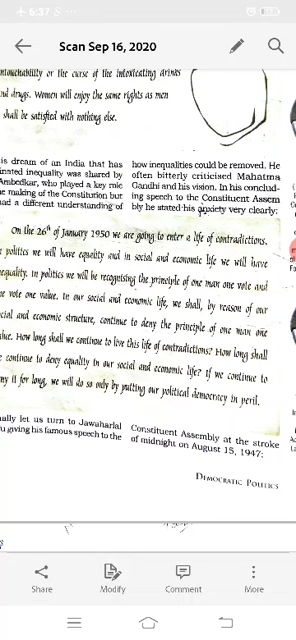 6:37
Scan Sep 16, 2020
or the curse of the intoxicating drinks
and drugs. Women will enjoy the same rights as men
shall be satisfied with nothing else.
is dream of an India that has
inated inequality was shared by
Ambedkar, who played a key role
e making of the Constitution but
had a different understanding of
how inequalities could be removed. He
often bitterly criticised Mahatma
Gandhi and his vision. In his conclud-
ing speech to the Constituent Assem
bly he stated his anxiety very clearly:
On the 26th of January 1950 we are going to enter a life of contradictions.
politics we will have equality and in social and economic life we will have
equality. In politics we will be recognising the principle of one man one vote and
e vote one value. In our social and economic life, we shall, by reason of our
cial and economic structure, continue to deny the principle of one man one
alue. How long shall we continue to live this life of contradictions? How long shall
e continue to deny equality in our social and economic life? If we continue to
ny it for long, we will do so only by putting our political democracy in peril.
ally let us turn to Jawaharlal
u giving his famous speech to the
Constituent Assembly at the stroke
of midnight on August 15, 1947:
DEMOCRATIC POLITICS
Share
Modify
Comment
More